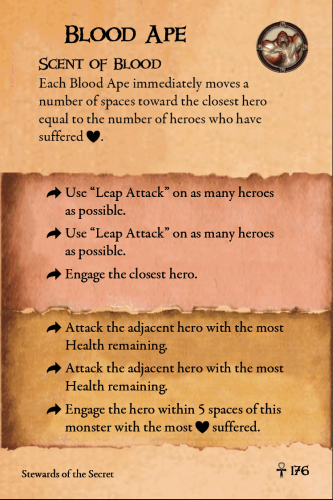 Blood Ape
Scent of Blood
Each Blood Ape immediately moves a
number of spaces toward the closest hero
equal to the number of heroes who have
suffered ♥.
Use “Leap Attack” on as many heroes
as possible.
Use “Leap Attack” on as many heroes
as possible.
Engage the closest hero.
Attack the adjacent hero with the most
Health remaining.
Attack the adjacent hero with the most
Health remaining.
Engage the hero within 5 spaces of this
monster with the most ♥ suffered.
Stewards of the Secret
☥ 176